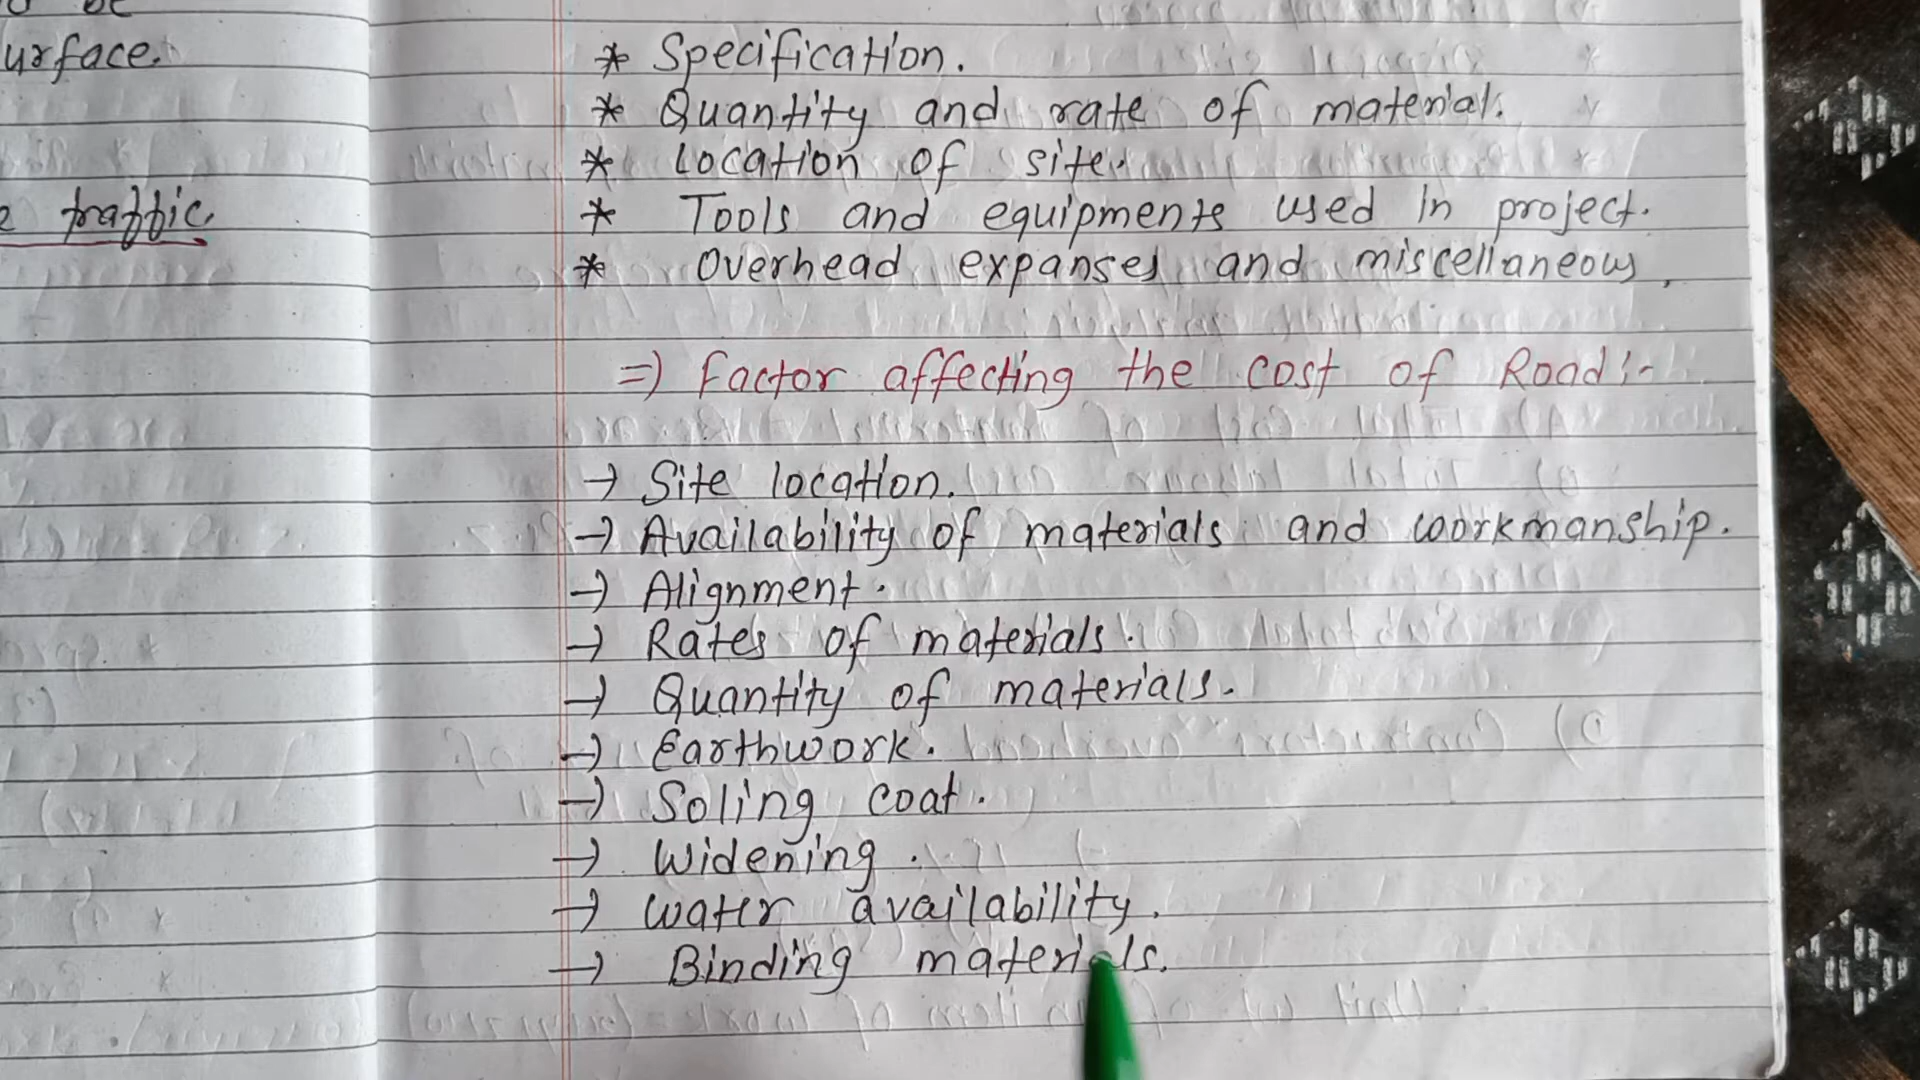 urface.
traffic.
* Specification.
* Quantity and rate of material.
* Location of site.
* Tools and equipments used in project.
* Overhead expanses and miscellaneous.
=) Factor affecting the cost of Road:-
→ Site location.
→ Availability of materials and workmanship.
→ Alignment.
→ Rates of materials.
→ Quantity of materials.
→ Earthwork.
→ Soling coat.
→ Widening.
→ Water availability.
→ Binding materials.